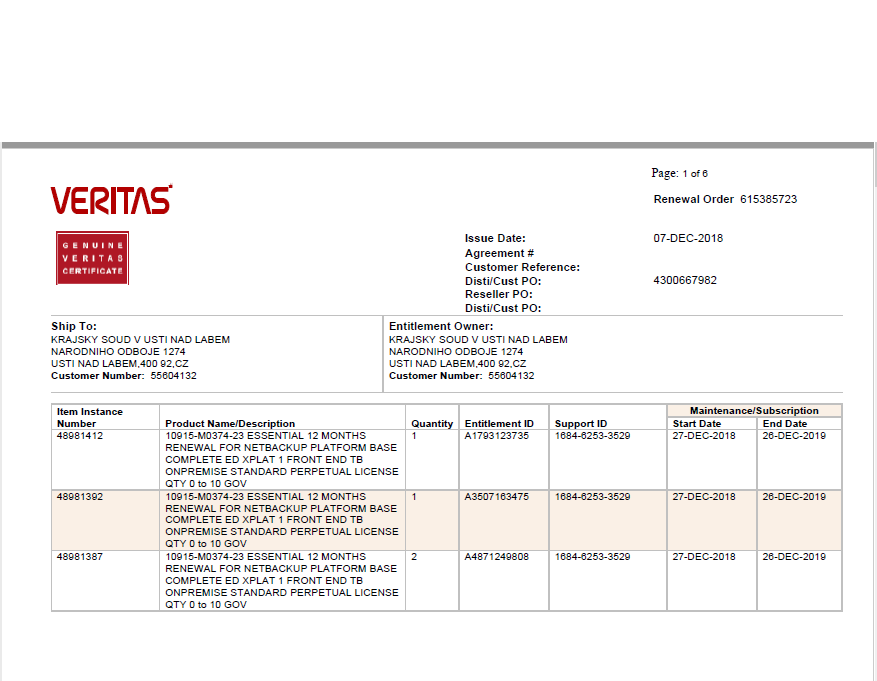 Page: 1 of 6
VERITAS
Renewal Order 615385723
GENUINE
VERITAS
CERTIFICATE
Issue Date: 07-DEC-2018
Agreement #
Customer Reference:
Disti/Cust PO: 4300667982
Reseller PO:
Disti/Cust PO:
Ship To:
KRAJSKY SOUD V USTI NAD LABEM
NARODNIHO ODBOJE 1274
USTI NAD LABEM,400 92,CZ
Customer Number: 55604132
Entitlement Owner:
KRAJSKY SOUD V USTI NAD LABEM
NARODNIHO ODBOJE 1274
USTI NAD LABEM,400 92,CZ
Customer Number: 55604132
Maintenance/Subscription
Item Instance
Number Product Name/Description Quantity Entitlement ID Support ID Start Date End Date
48981412 10915-M0374-23 ESSENTIAL 12 MONTHS 1 A1793123735 1684-6253-3529 27-DEC-2018 26-DEC-2019
RENEWAL FOR NETBACKUP PLATFORM BASE
COMPLETE ED XPLAT 1 FRONT END TB
ONPREMISE STANDARD PERPETUAL LICENSE
QTY 0 to 10 GOV
48981392 10915-M0374-23 ESSENTIAL 12 MONTHS 1 A3507163475 1684-6253-3529 27-DEC-2018 26-DEC-2019
RENEWAL FOR NETBACKUP PLATFORM BASE
COMPLETE ED XPLAT 1 FRONT END TB
ONPREMISE STANDARD PERPETUAL LICENSE
QTY 0 to 10 GOV
48981387 10915-M0374-23 ESSENTIAL 12 MONTHS 2 A4871249808 1684-6253-3529 27-DEC-2018 26-DEC-2019
RENEWAL FOR NETBACKUP PLATFORM BASE
COMPLETE ED XPLAT 1 FRONT END TB
ONPREMISE STANDARD PERPETUAL LICENSE
QTY 0 to 10 GOV